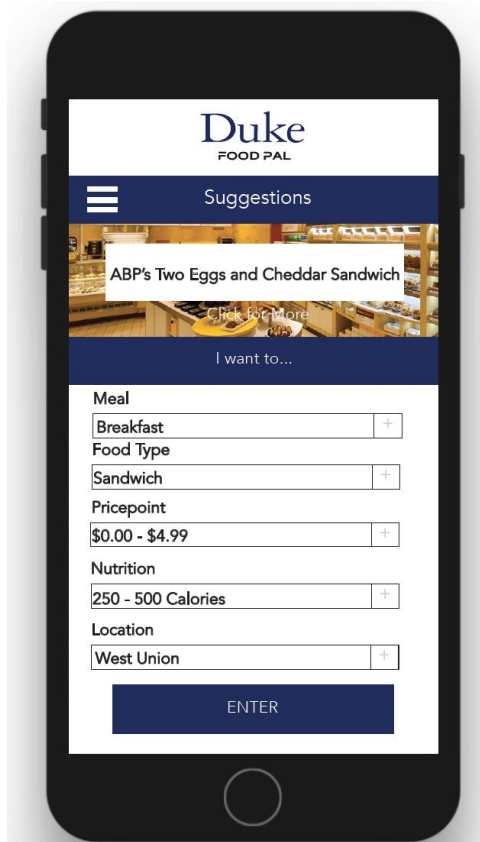 Duke
FOOD PAL
Suggestions
ABP's Two Eggs and Cheddar Sandwich
Click for More
I want to...
Meal
Breakfast +
Food Type
Sandwich +
Pricepoint
$0.00 - $4.99 +
Nutrition
250 - 500 Calories +
Location
West Union +
ENTER